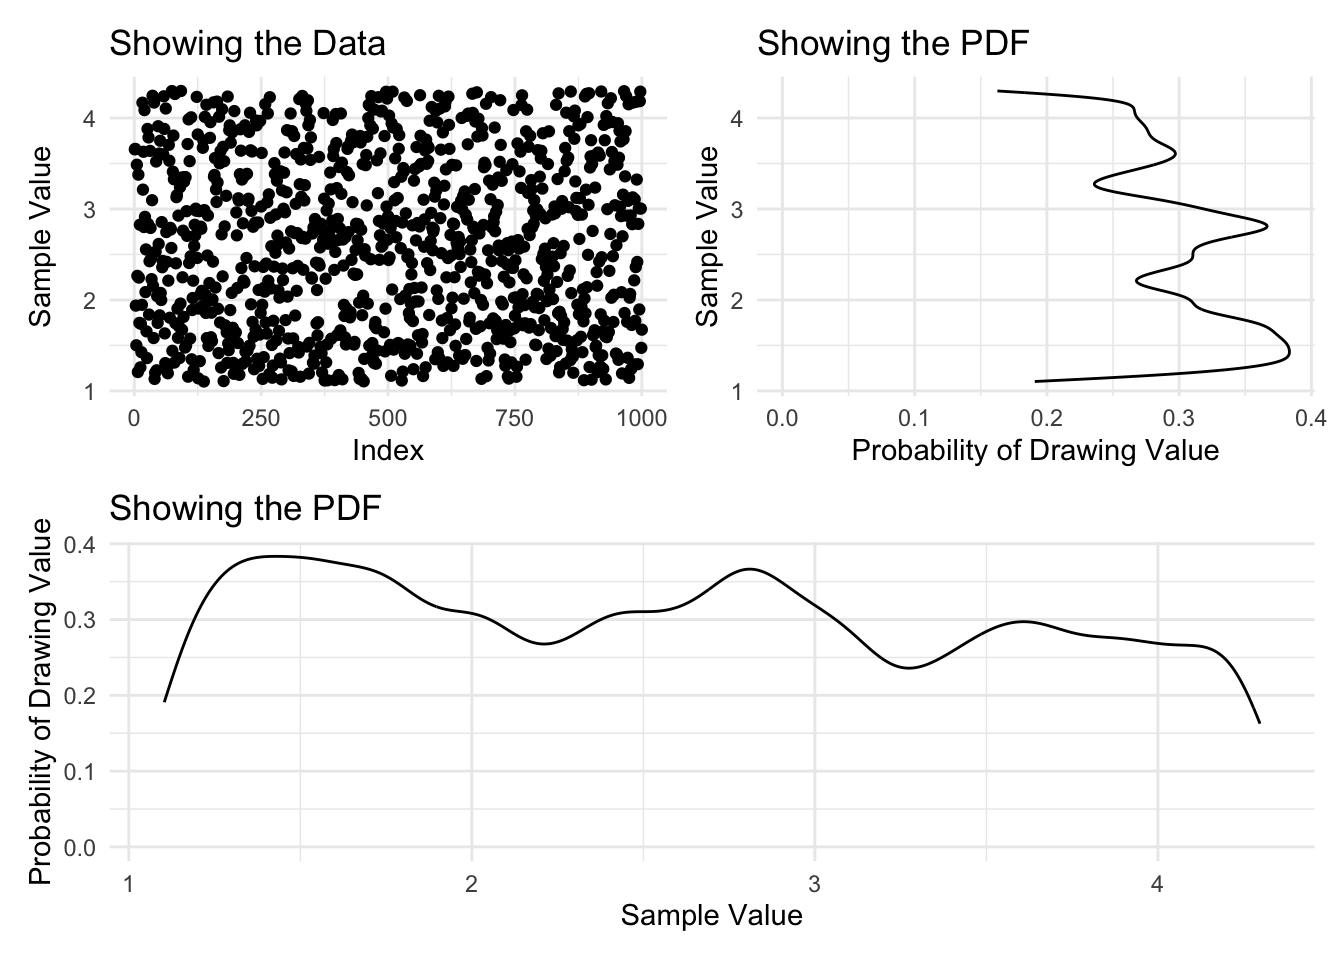 Showing the Data
Sample Value
4
3
2
1
0 250 500 750 1000
Index
Showing the PDF
Sample Value
4
3
2
1
0.0 0.1 0.2 0.3 0.4
Probability of Drawing Value
Showing the PDF
Probability of Drawing Value
0.4
0.3
0.2
0.1
0.0
1 2 3 4
Sample Value